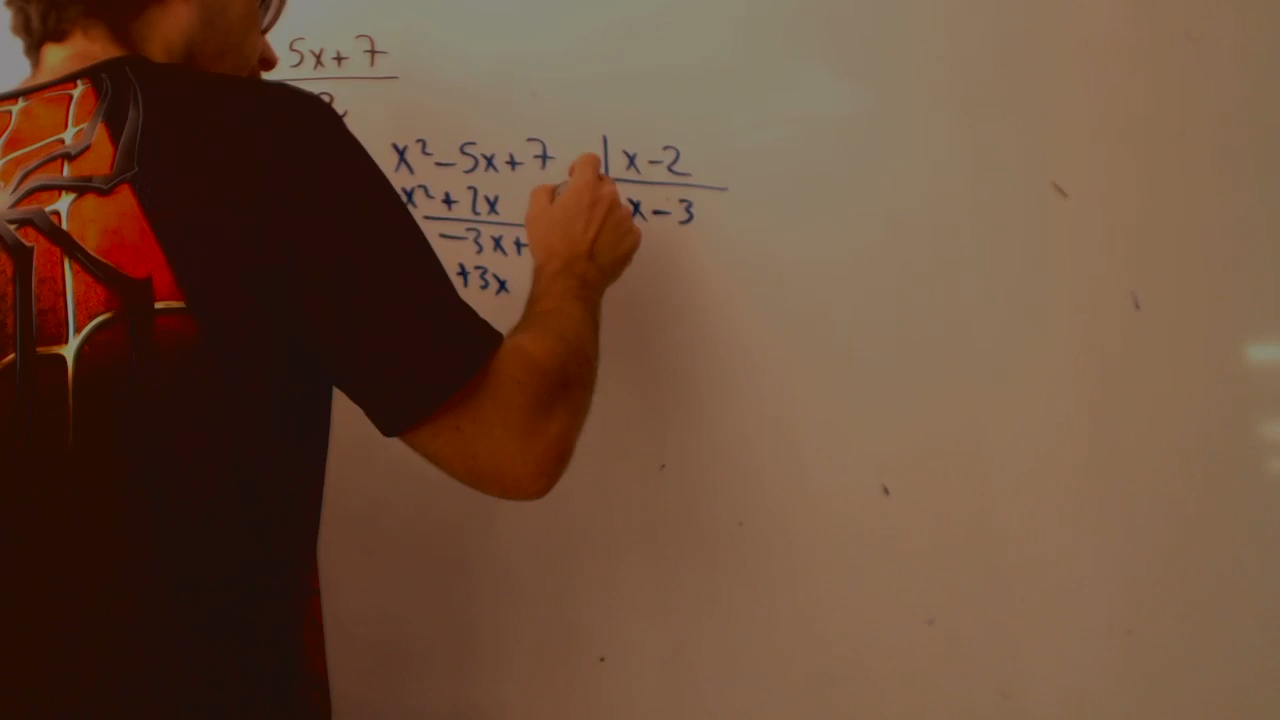 5x+7
x²-5x+7 | x-2
x²+2x x-3
-3x+
+3x